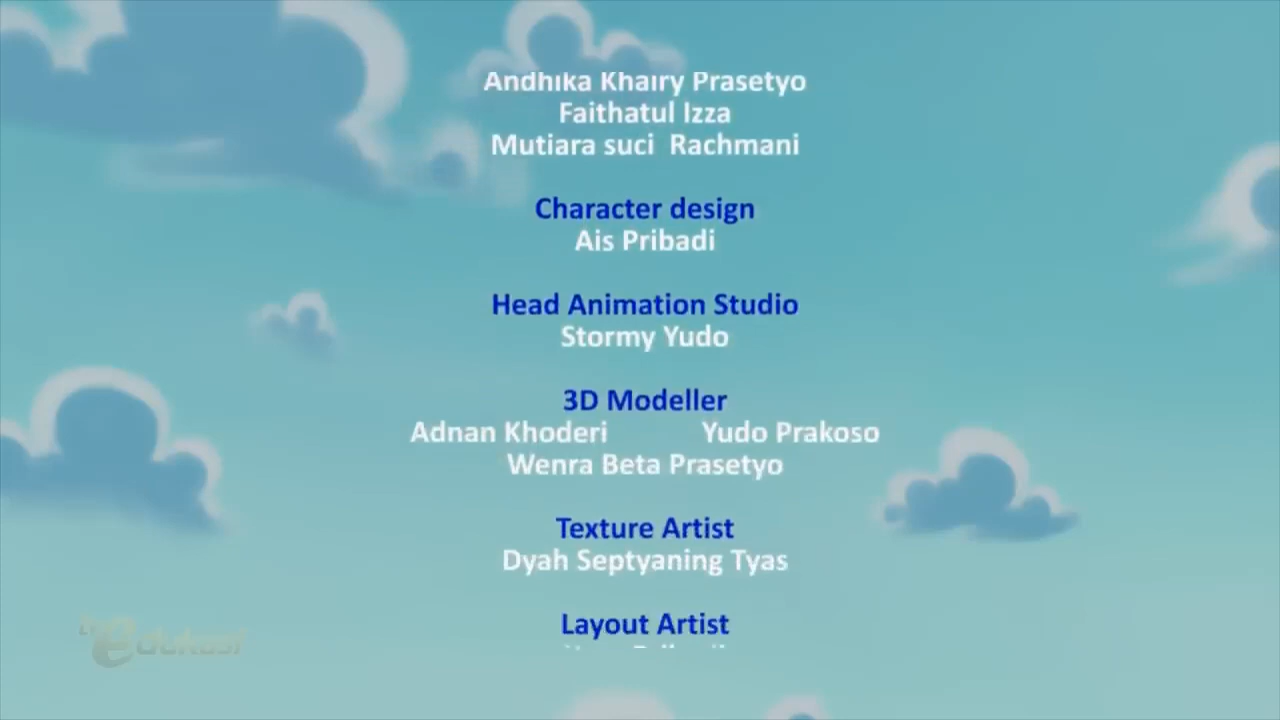 Andhika Khairy Prasetyo
Faithatul Izza
Mutiara suci Rachmani
Character design
Ais Pribadi
Head Animation Studio
Stormy Yudo
3D Modeller
Adnan Khoderi Yudo Prakoso
Wenra Beta Prasetyo
Texture Artist
Dyah Septyaning Tyas
Layout Artist
edukasi